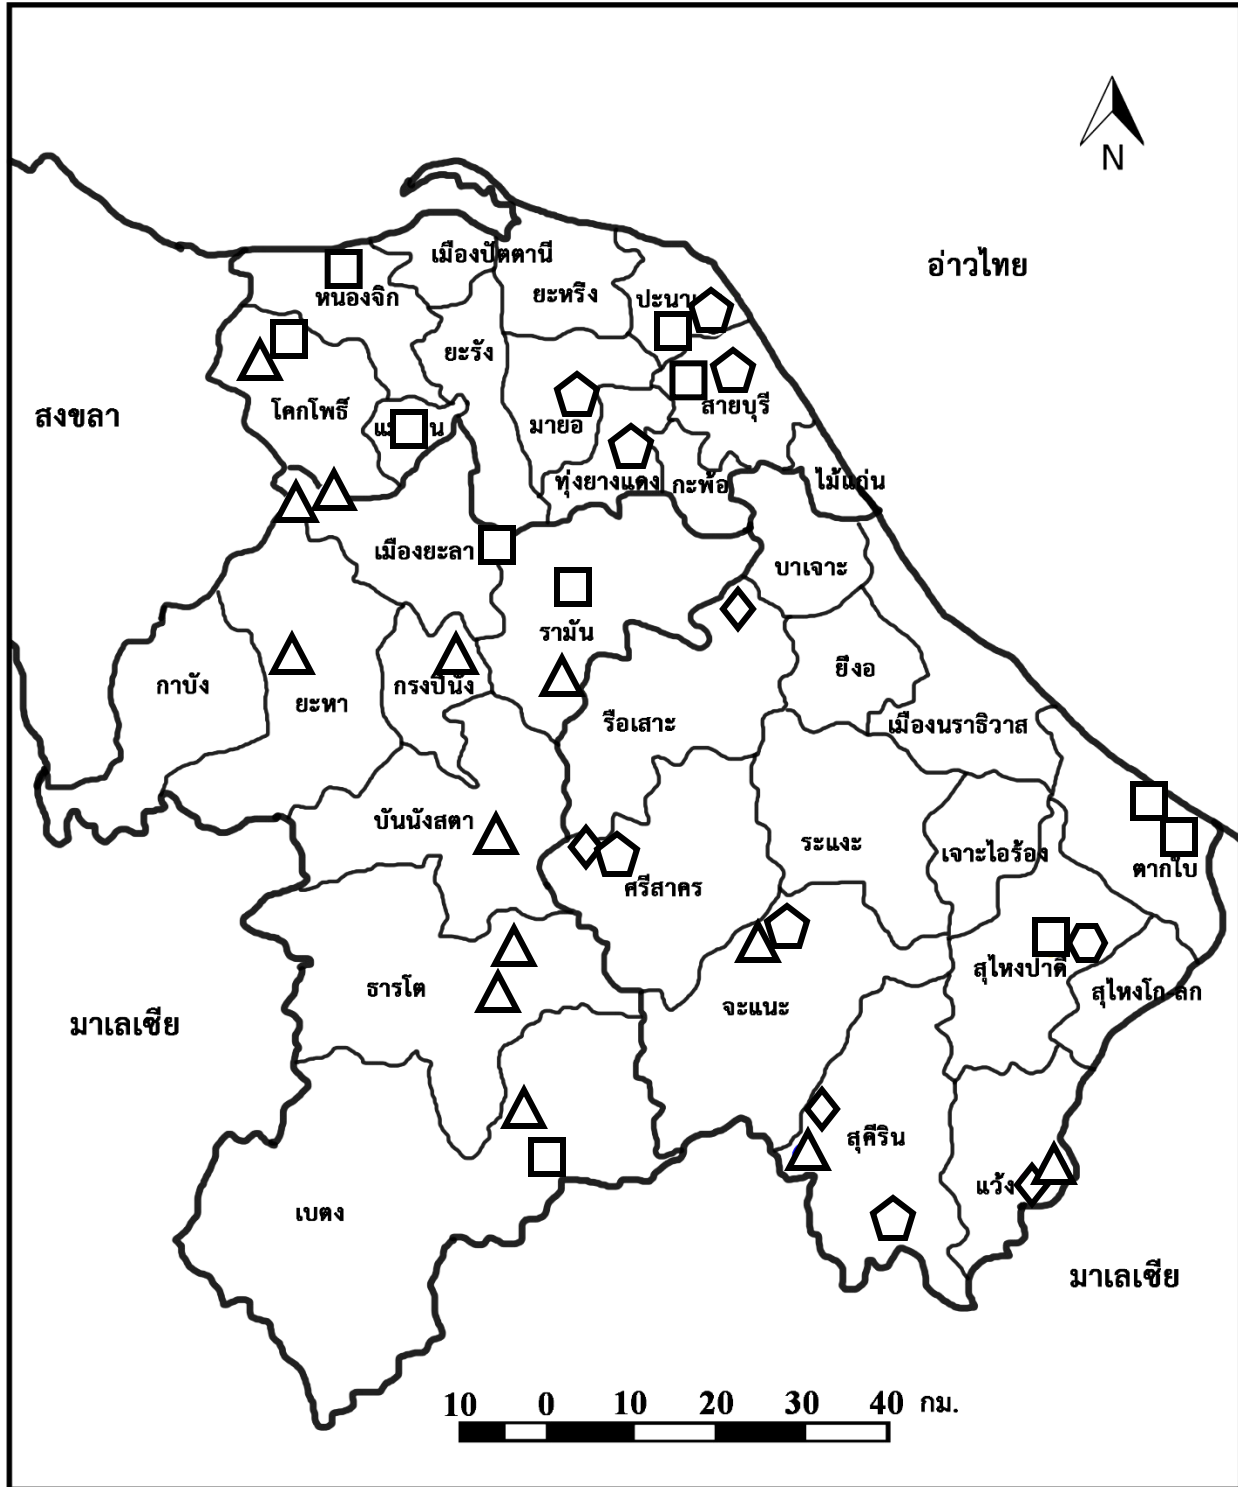 N
อ่าวไทย
เมืองปัตตานี
ยะหริ่ง
หนองจิก
ยะรัง
สงขลา
โคกโพธิ์
สายบุรี
มายอ
ทุ่งยางแดง
กะพ้อ
ไม้แก่น
เมืองยะลา
บาเจาะ
รามัน
ยี่งอ
กาบัง
ยะหา
กรงปินัง
รือเสาะ
เมืองนราธิวาส
บันนังสตา
ระแงะ
เจาะไอร้อง
ตากใบ
ศรีสาคร
สุไหงปาดี
ธารโต
จะแนะ
สุไหงโก-ลก
มาเลเซีย
สุคีริน
แว้ง
เบตง
มาเลเซีย
10 0 10 20 30 40 กม.